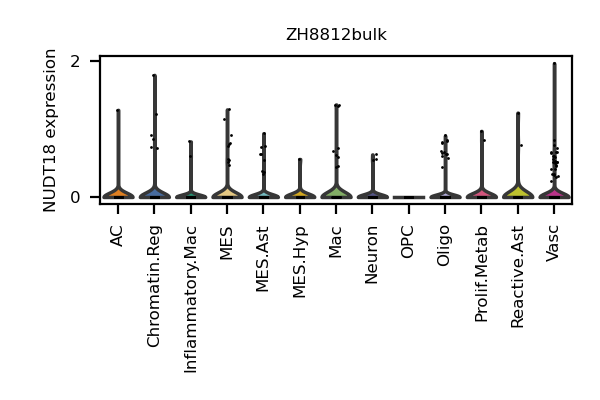 ZH8812bulk
NUDT18 expression
2
0
AC
Chromatin.Reg
Inflammatory.Mac
MES
MES.Ast
MES.Hyp
Mac
Neuron
OPC
Oligo
Prolif.Metab
Reactive.Ast
Vasc